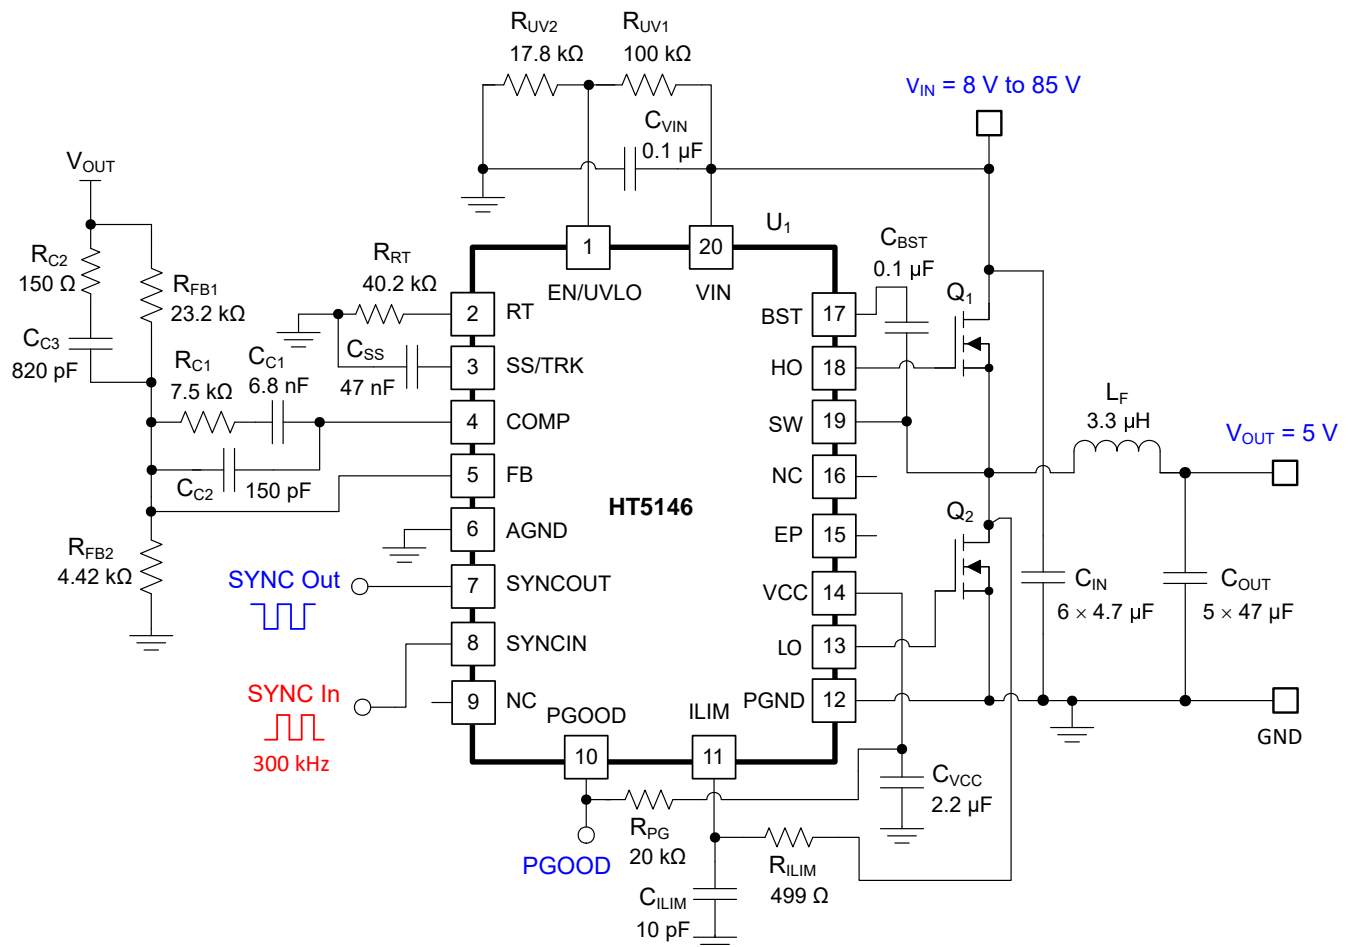 RUV2
17.8 kΩ
RUV1
100 kΩ
VIN = 8 V to 85 V
CVIN
0.1 µF
VOUT
U1
RC2
150 Ω
RFB1
23.2 kΩ
RRT
40.2 kΩ
1
20
EN/UVLO
VIN
CBST
0.1 µF
Q1
2
RT
BST
17
CC3
820 pF
RC1
7.5 kΩ
CC1
6.8 nF
CSS
47 nF
3
SS/TRK
HO
18
LF
3.3 µH
4
COMP
SW
19
VOUT = 5 V
CC2
150 pF
5
FB
NC
16
HT5146
Q2
RFB2
4.42 kΩ
6
AGND
EP
15
SYNC Out
7
SYNCOUT
VCC
14
CIN
6 × 4.7 µF
COUT
5 × 47 µF
8
SYNCIN
LO
13
SYNC In
300 kHz
9
NC
PGND
12
GND
PGOOD
ILIM
10
11
CVCC
2.2 µF
RPG
20 kΩ
PGOOD
RILIM
499 Ω
CILIM
10 pF